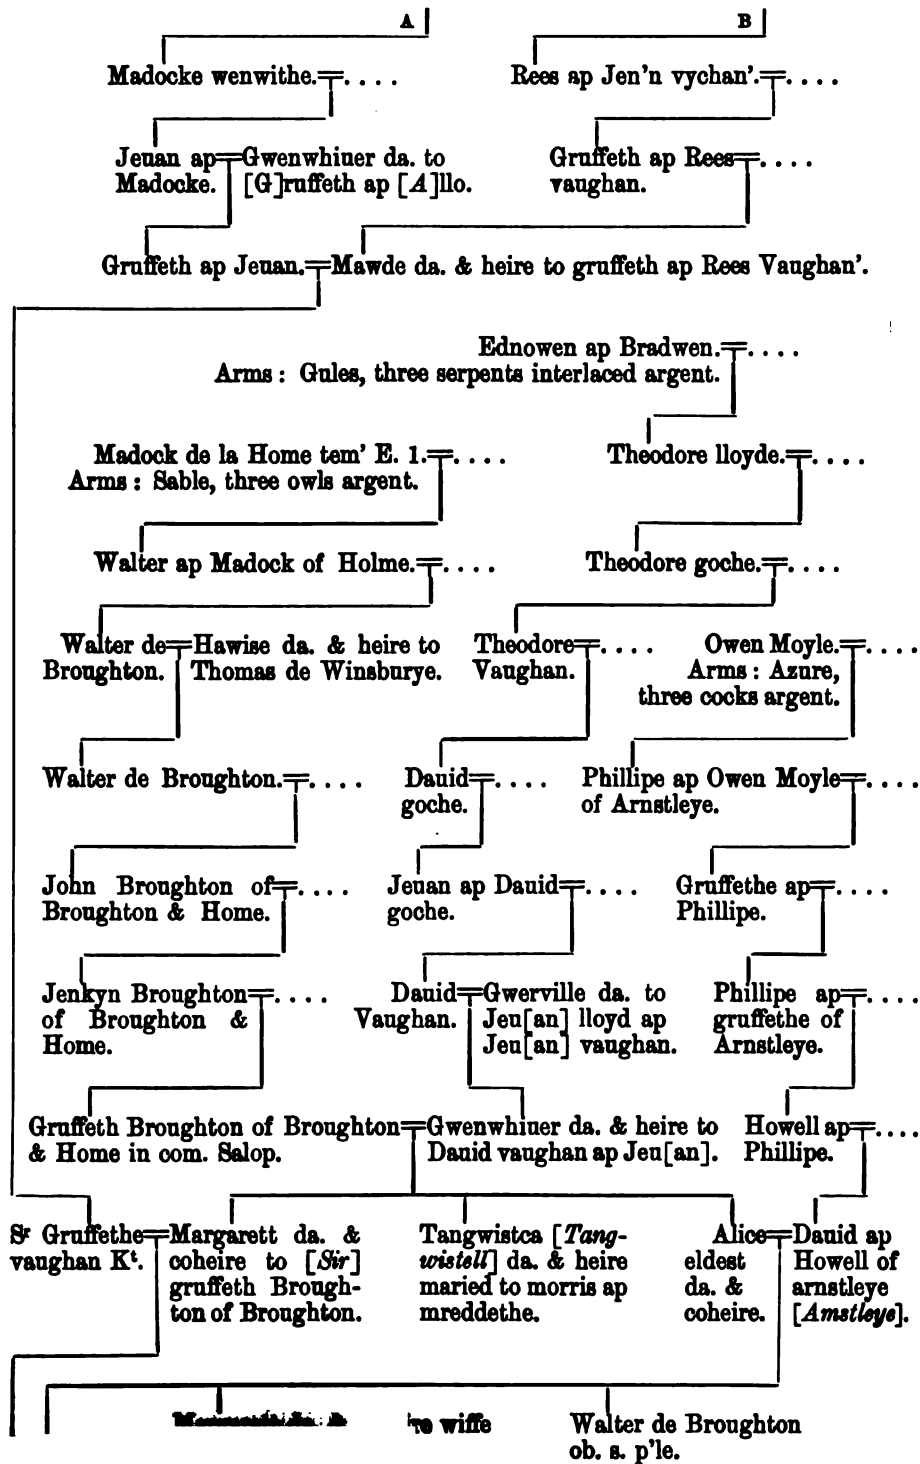 A B
Madocke wenwithe.=.... Rees ap Jen'n vychan'.=....
Jeuan ap=Gwenwhiuer da. to Gruffeth ap Rees=....
Madocke. [G]ruffeth ap [A]llo. vaughan.
Gruffeth ap Jeuan.=Mawde da. & heire to gruffeth ap Rees Vaughan'.
Ednowen ap Bradwen.=....
Arms: Gules, three serpents interlaced argent.
Madock de la Home tem' E. 1.=.... Theodore lloyde.=....
Arms: Sable, three owls argent.
Walter ap Madock of Holme.=.... Theodore goche.=....
Walter de=Hawise da. & heire to Theodore=.... Owen Moyle.=....
Broughton. Thomas de Winsburye. Vaughan. Arms: Azure,
three cocks argent.
Walter de Broughton.=.... Dauid=.... Phillipe ap Owen Moyle=....
goche. of Arnstleye.
John Broughton of=.... Jeuan ap Dauid=.... Gruffethe ap=....
Broughton & Home. goche. Phillipe.
Jenkyn Broughton=.... Dauid=Gwerville da. to Phillipe ap=....
of Broughton & Vaughan. Jeu[an] lloyd ap gruffethe of
Home. Jeu[an] vaughan. Arnstleye.
Gruffeth Broughton of Broughton=Gwenwhiuer da. & heire to Howell ap=....
& Home in com. Salop. Dauid vaughan ap Jeu[an]. Phillipe.
Sr Gruffethe=Margarett da. & Tangwistca [Tang- Alice=Dauid ap
vaughan Kt. coheire to [Sir] wistell] da. & heire eldest Howell of
gruffeth Brough- maried to morris ap da. & arnstleye
ton of Broughton. mreddethe. coheire. [Amstleye].
wiffe Walter de Broughton
ob. s. p'le.